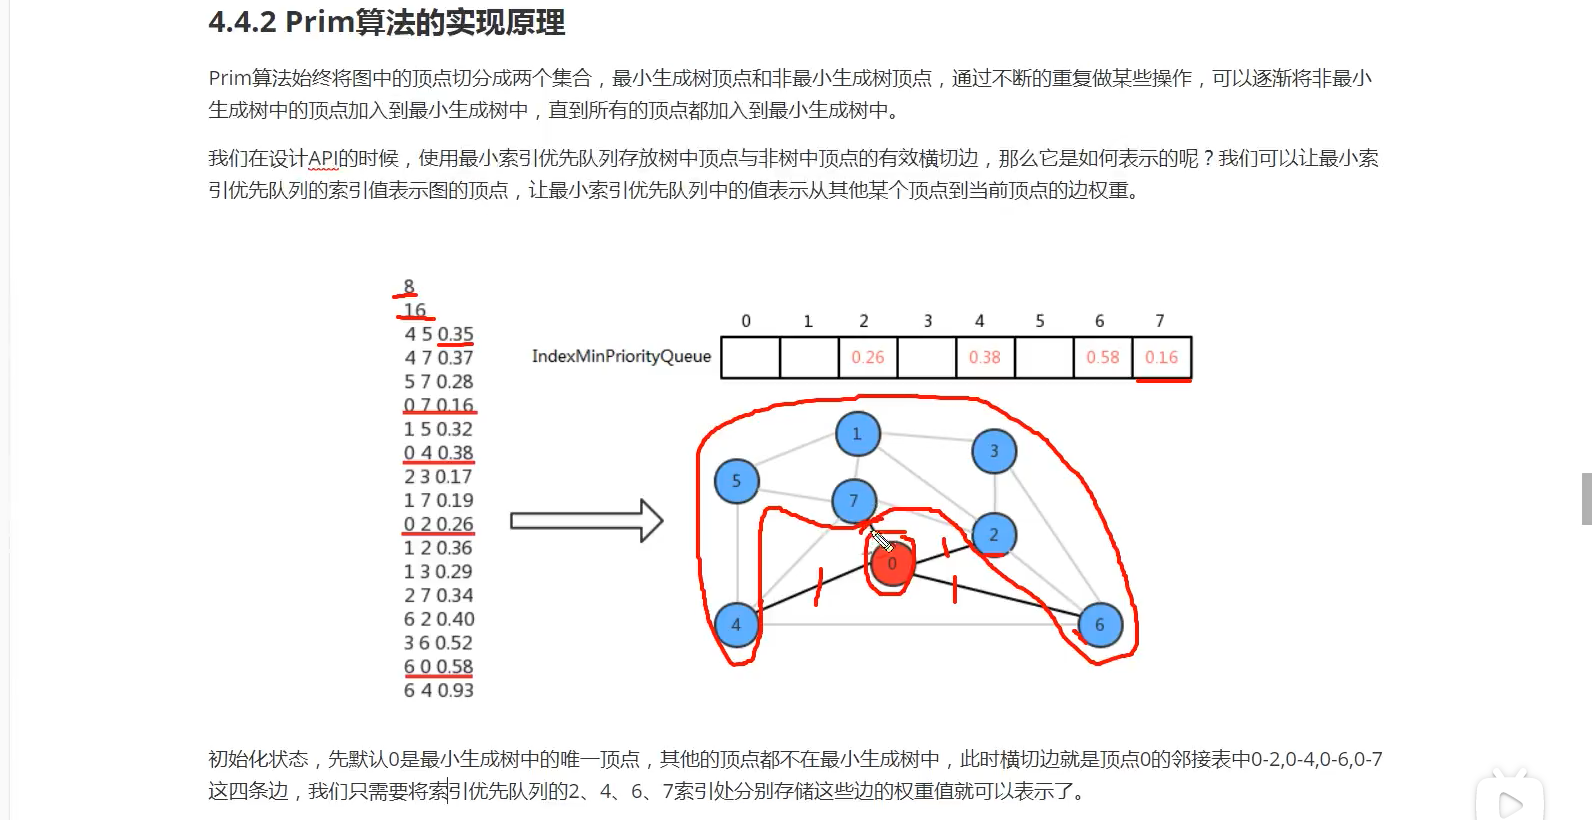 4.4.2 Prim算法的实现原理
Prim算法始终将图中的顶点切分成两个集合，最小生成树顶点和非最小生成树顶点，通过不断的重复做某些操作，可以逐渐将非最小
生成树中的顶点加入到最小生成树中，直到所有的顶点都加入到最小生成树中。
我们在设计API的时候，使用最小索引优先队列存放树中顶点与非树中顶点的有效横切边，那么它是如何表示的呢？我们可以让最小索
引优先队列的索引值表示图的顶点，让最小索引优先队列中的值表示从其他某个顶点到当前顶点的边权重。
8
16
4 5 0.35
4 7 0.37
5 7 0.28
0 7 0.16
1 5 0.32
0 4 0.38
2 3 0.17
1 7 0.19
0 2 0.26
1 2 0.36
1 3 0.29
2 7 0.34
6 2 0.40
3 6 0.52
6 0 0.58
6 4 0.93
0 1 2 3 4 5 6 7
IndexMinPriorityQueue 0.26 0.38 0.58 0.16
1
3
5
7
2
0
4
6
初始化状态，先默认0是最小生成树中的唯一顶点，其他的顶点都不在最小生成树中，此时横切边就是顶点0的邻接表中0-2,0-4,0-6,0-7
这四条边，我们只需要将索引优先队列的2、4、6、7索引处分别存储这些边的权重值就可以表示了。